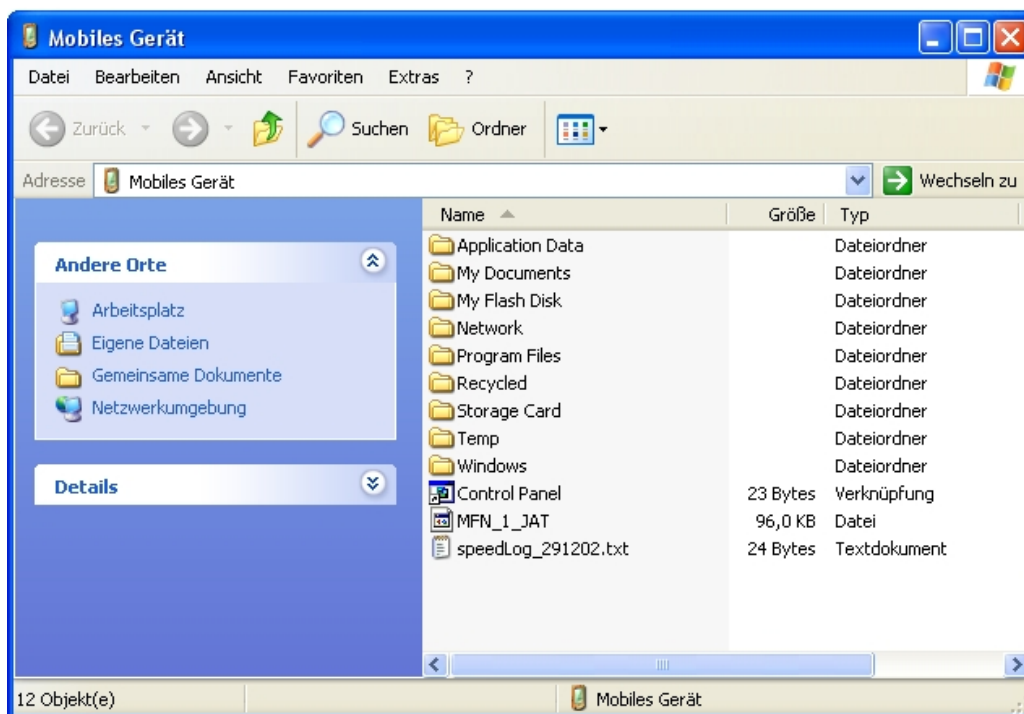 Mobiles Gerät
Datei Bearbeiten Ansicht Favoriten Extras ?
Zurück Suchen Ordner
Adresse Mobiles Gerät Wechseln zu
Andere Orte
Arbeitsplatz
Eigene Dateien
Gemeinsame Dokumente
Netzwerkumgebung
Details
Name Größe Typ
Application Data Dateiordner
My Documents Dateiordner
My Flash Disk Dateiordner
Network Dateiordner
Program Files Dateiordner
Recycled Dateiordner
Storage Card Dateiordner
Temp Dateiordner
Windows Dateiordner
Control Panel 23 Bytes Verknüpfung
MFN_1_JAT 96,0 KB Datei
speedLog_291202.txt 24 Bytes Textdokument
12 Objekt(e) Mobiles Gerät